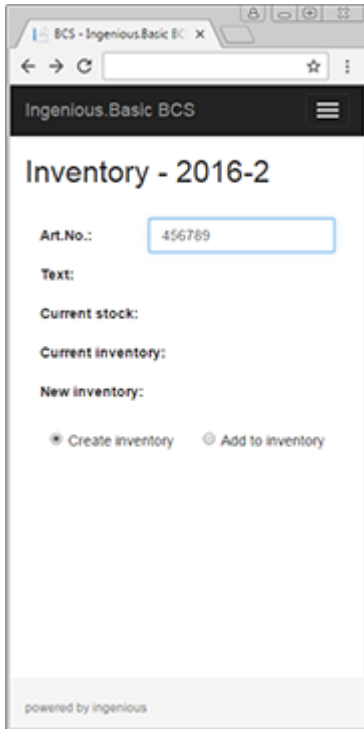 BCS - Ingenious.Basic BC
Ingenious.Basic BCS
Inventory - 2016-2
Art.No.: 456789
Text:
Current stock:
Current inventory:
New inventory:
Create inventory Add to inventory
powered by ingenious